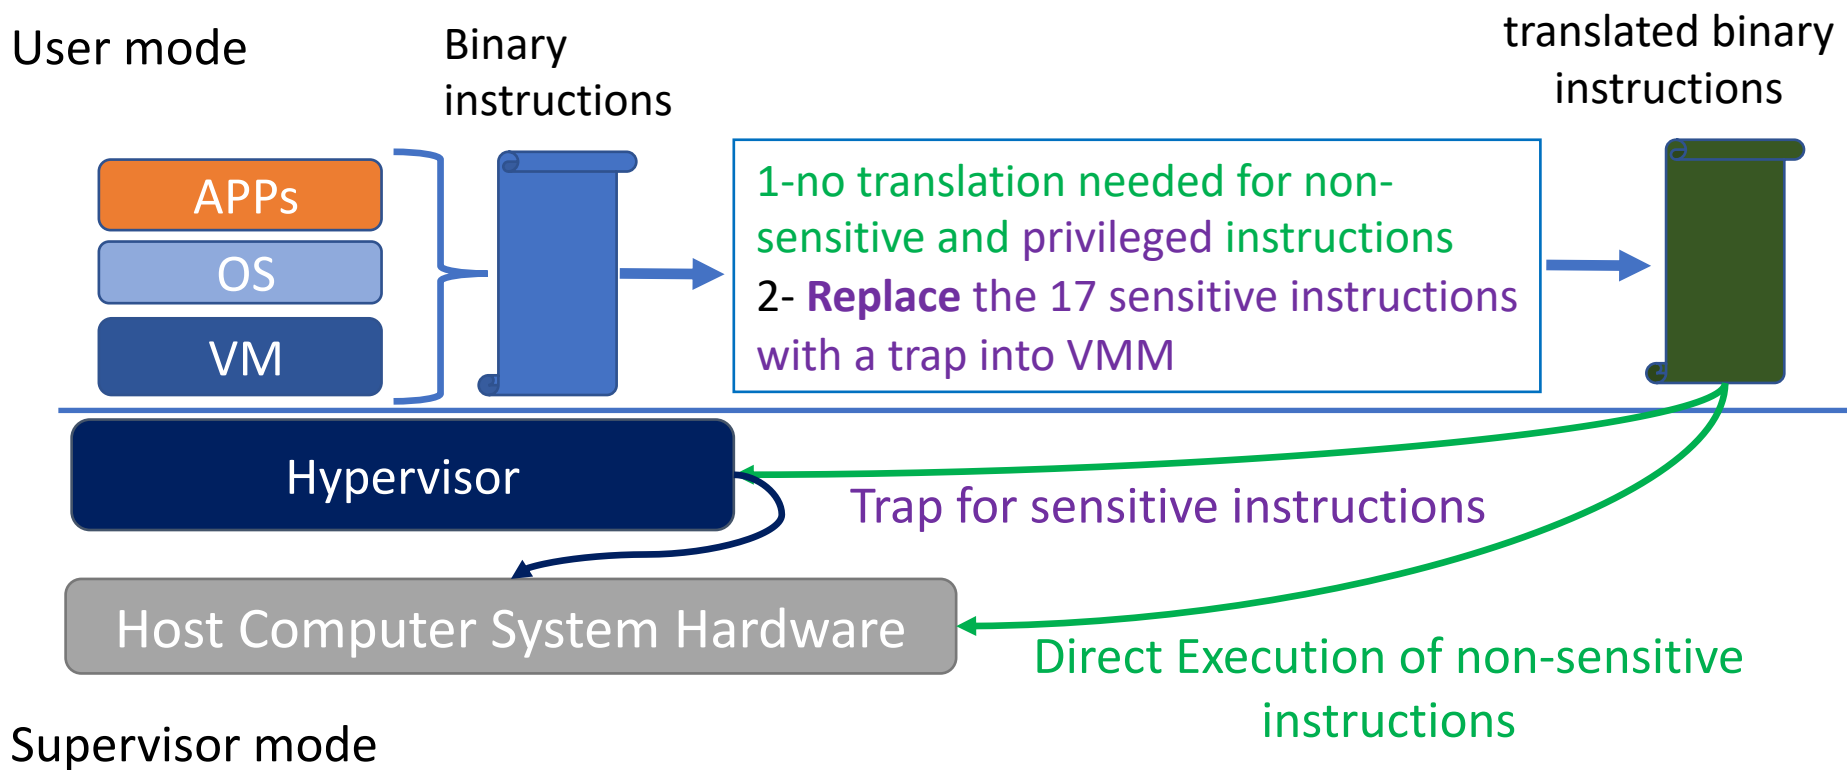 User mode
Binary
instructions
translated binary
instructions
APPs
OS
VM
1-no translation needed for non-
sensitive and privileged instructions
2- Replace the 17 sensitive instructions
with a trap into VMM
Hypervisor
Trap for sensitive instructions
Host Computer System Hardware
Direct Execution of non-sensitive
instructions
Supervisor mode